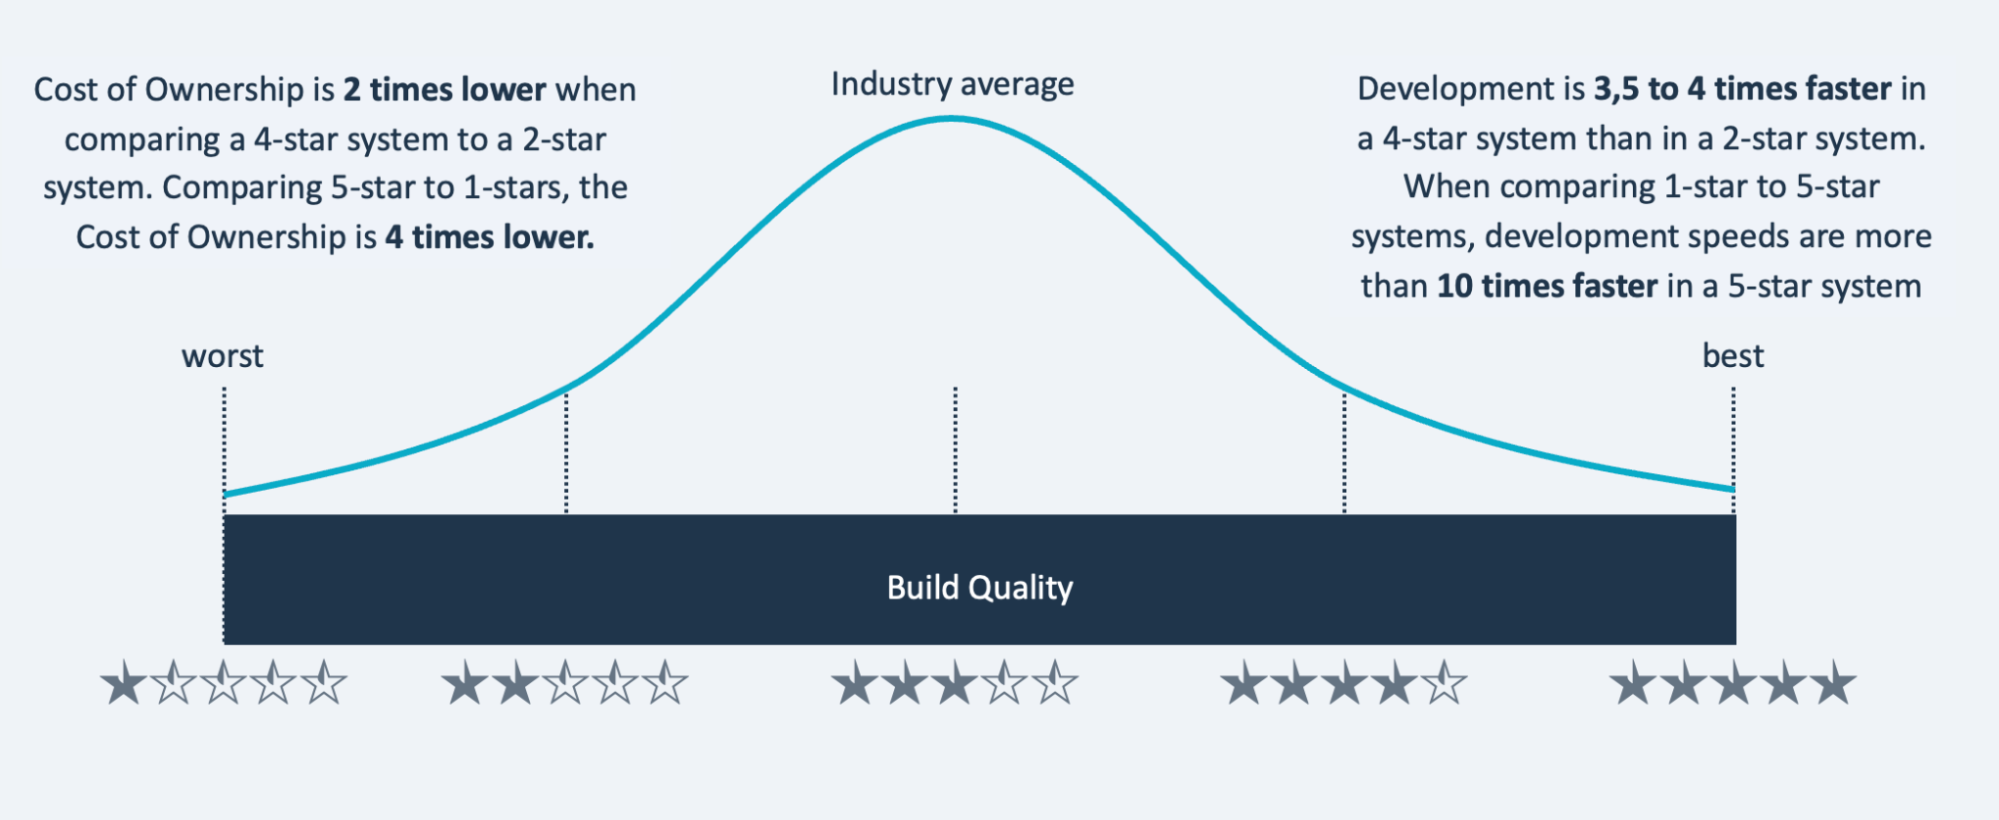 Cost of Ownership is 2 times lower when
comparing a 4-star system to a 2-star
system. Comparing 5-star to 1-stars, the
Cost of Ownership is 4 times lower.
Industry average
Development is 3,5 to 4 times faster in
a 4-star system than in a 2-star system.
When comparing 1-star to 5-star
systems, development speeds are more
than 10 times faster in a 5-star system
worst
best
Build Quality